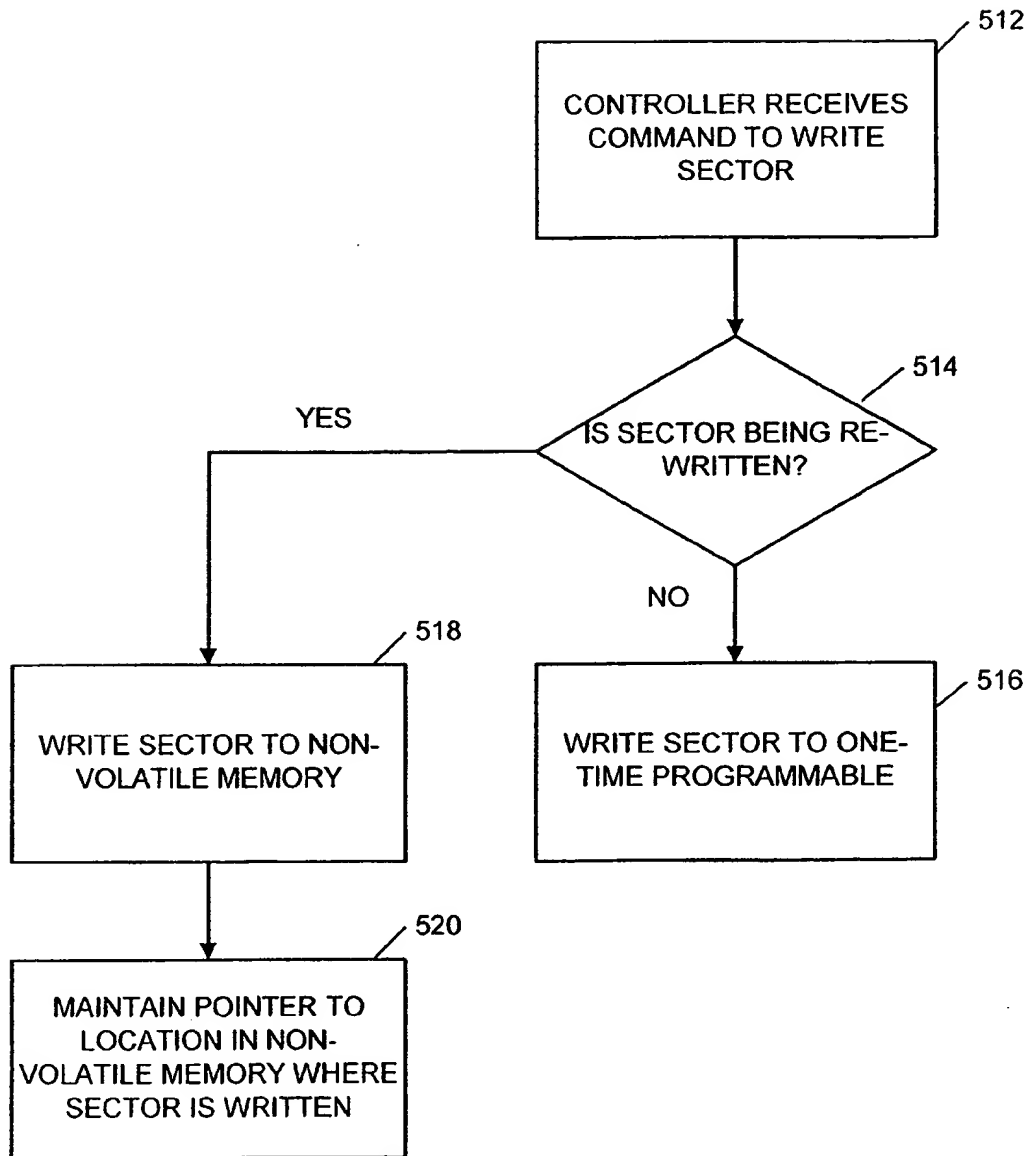 512
CONTROLLER RECEIVES
COMMAND TO WRITE
SECTOR
514
YES
IS SECTOR BEING RE-
WRITTEN?
NO
518
516
WRITE SECTOR TO NON-
VOLATILE MEMORY
WRITE SECTOR TO ONE-
TIME PROGRAMMABLE
520
MAINTAIN POINTER TO
LOCATION IN NON-
VOLATILE MEMORY WHERE
SECTOR IS WRITTEN